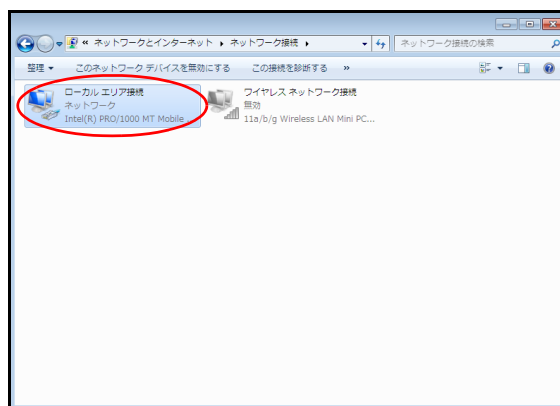 « ネットワークとインターネット ▸ ネットワーク接続 ▸ ネットワーク接続の検索
整理 ▼ このネットワーク デバイスを無効にする この接続を診断する »
ローカル エリア接続
ネットワーク
Intel(R) PRO/1000 MT Mobile ...
ワイヤレス ネットワーク接続
無効
11a/b/g Wireless LAN Mini PC...